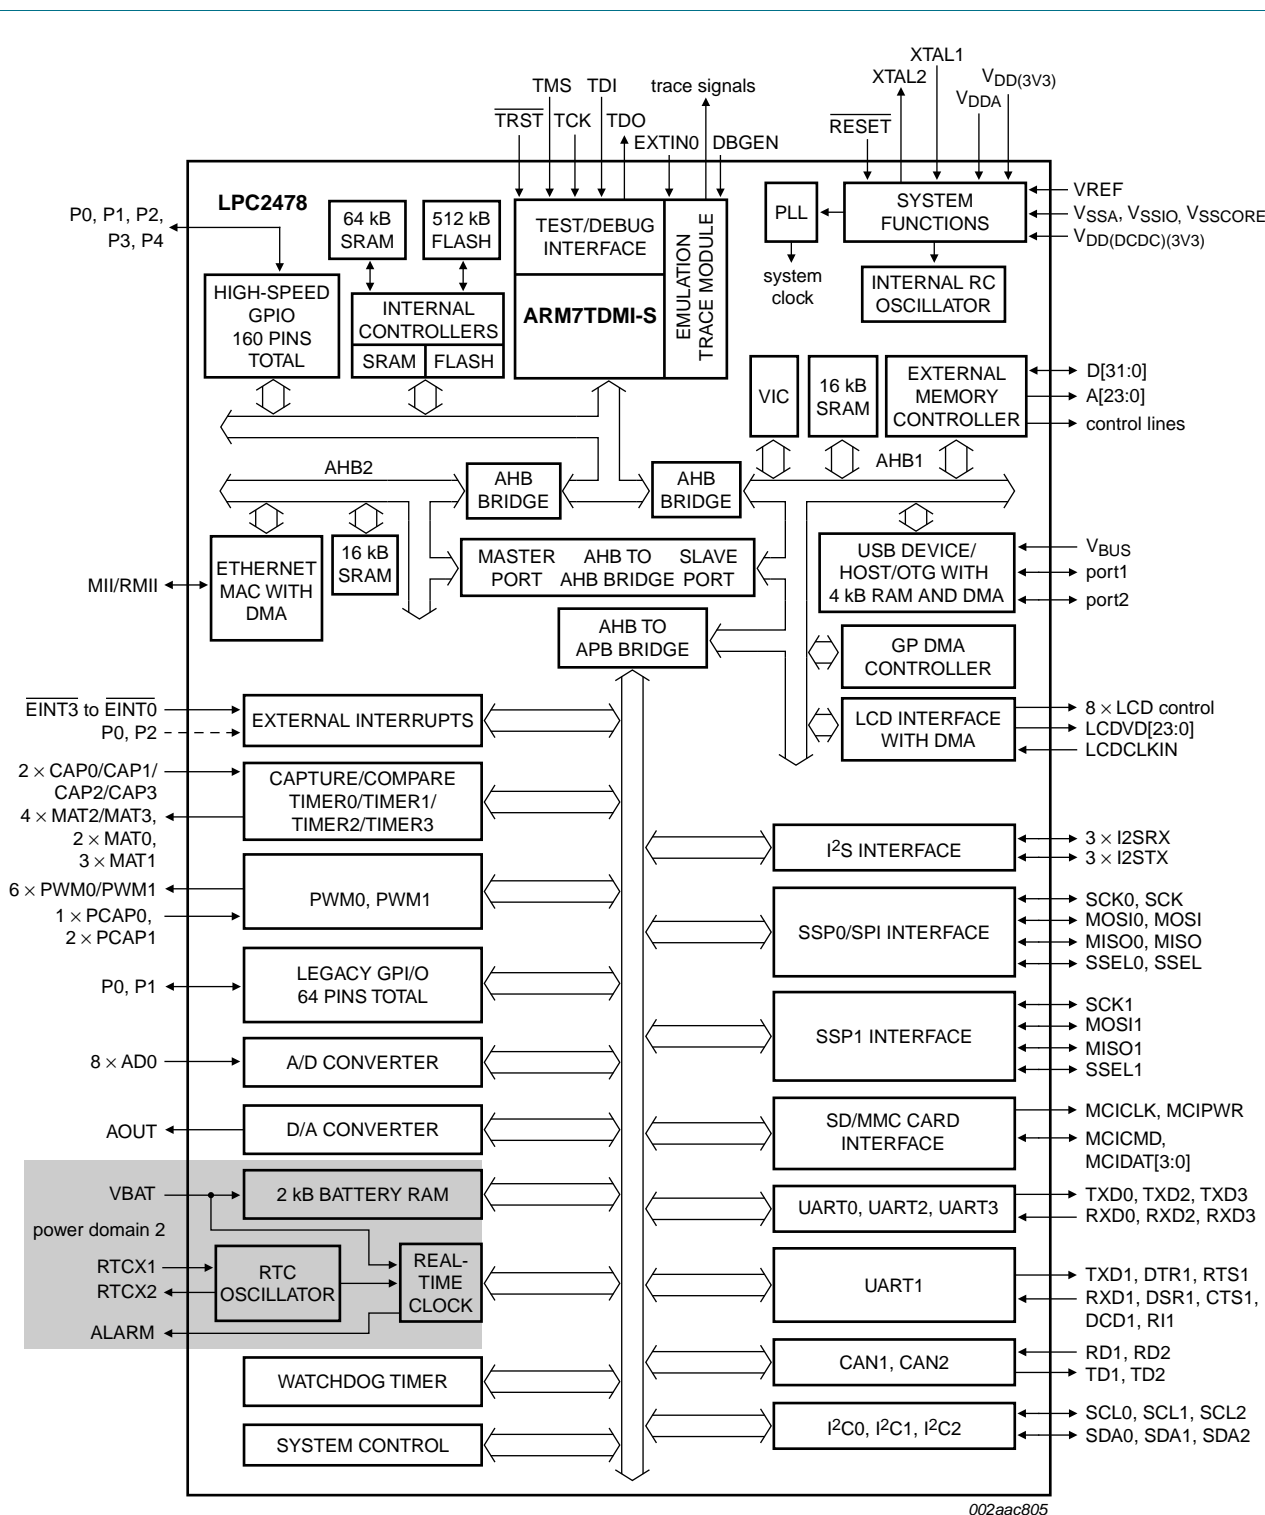 XTAL1
XTAL2
VDD(3V3)
VDDA
RESET
TMS
TDI
trace signals
TRST
TCK
TDO
EXTIN0
DBGEN
LPC2478
P0, P1, P2,
P3, P4
64 kB
SRAM
512 kB
FLASH
TEST/DEBUG
INTERFACE
EMULATION
TRACE MODULE
PLL
SYSTEM
FUNCTIONS
VREF
VSSA, VSSIO, VSSCORE
VDD(DCDC)(3V3)
system
clock
HIGH-SPEED
GPIO
160 PINS
TOTAL
INTERNAL
CONTROLLERS
SRAM
FLASH
ARM7TDMI-S
INTERNAL RC
OSCILLATOR
VIC
16 kB
SRAM
EXTERNAL
MEMORY
CONTROLLER
D[31:0]
A[23:0]
control lines
AHB2
AHB
BRIDGE
AHB
BRIDGE
AHB1
ETHERNET
MAC WITH
DMA
16 kB
SRAM
MASTER
PORT
AHB TO
AHB BRIDGE
SLAVE
PORT
USB DEVICE/
HOST/OTG WITH
4 kB RAM AND DMA
VBUS
port1
port2
MII/RMII
AHB TO
APB BRIDGE
GP DMA
CONTROLLER
EINT3 to EINT0
P0, P2
EXTERNAL INTERRUPTS
LCD INTERFACE
WITH DMA
8 × LCD control
LCDVD[23:0]
LCDCLKIN
2 × CAP0/CAP1/
CAP2/CAP3
4 × MAT2/MAT3,
2 × MAT0,
3 × MAT1
CAPTURE/COMPARE
TIMER0/TIMER1/
TIMER2/TIMER3
I2S INTERFACE
3 × I2SRX
3 × I2STX
6 × PWM0/PWM1
1 × PCAP0,
2 × PCAP1
PWM0, PWM1
SSP0/SPI INTERFACE
SCK0, SCK
MOSI0, MOSI
MISO0, MISO
SSEL0, SSEL
P0, P1
LEGACY GPI/O
64 PINS TOTAL
SSP1 INTERFACE
SCK1
MOSI1
MISO1
SSEL1
8 × AD0
A/D CONVERTER
AOUT
D/A CONVERTER
SD/MMC CARD
INTERFACE
MCICLK, MCIPWR
MCICMD,
MCIDAT[3:0]
VBAT
2 kB BATTERY RAM
UART0, UART2, UART3
TXD0, TXD2, TXD3
RXD0, RXD2, RXD3
power domain 2
RTCX1
RTCX2
RTC
OSCILLATOR
REAL-
TIME
CLOCK
ALARM
UART1
TXD1, DTR1, RTS1
RXD1, DSR1, CTS1,
DCD1, RI1
WATCHDOG TIMER
CAN1, CAN2
RD1, RD2
TD1, TD2
SYSTEM CONTROL
I2C0, I2C1, I2C2
SCL0, SCL1, SCL2
SDA0, SDA1, SDA2
002aac805